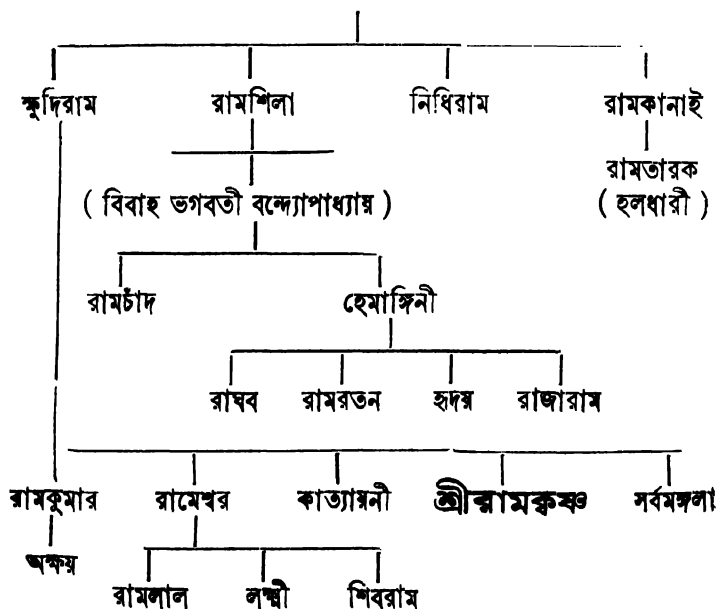 ক্ষুদিরাম রামশিলা নিধিরাম রামকানাই
রামতারক
( বিবাহ ভগবতী বন্দ্যোপাধ্যায় ) ( হলধারী )
রামচাঁদ হেমাঙ্গিনী
রাঘব রামরতন হৃদয় রাজারাম
রামকুমার রামেশ্বর কাত্যায়নী শ্রীরামকৃষ্ণ সর্বমঙ্গলা
অক্ষয়
রামলাল লক্ষ্মী শিবরাম